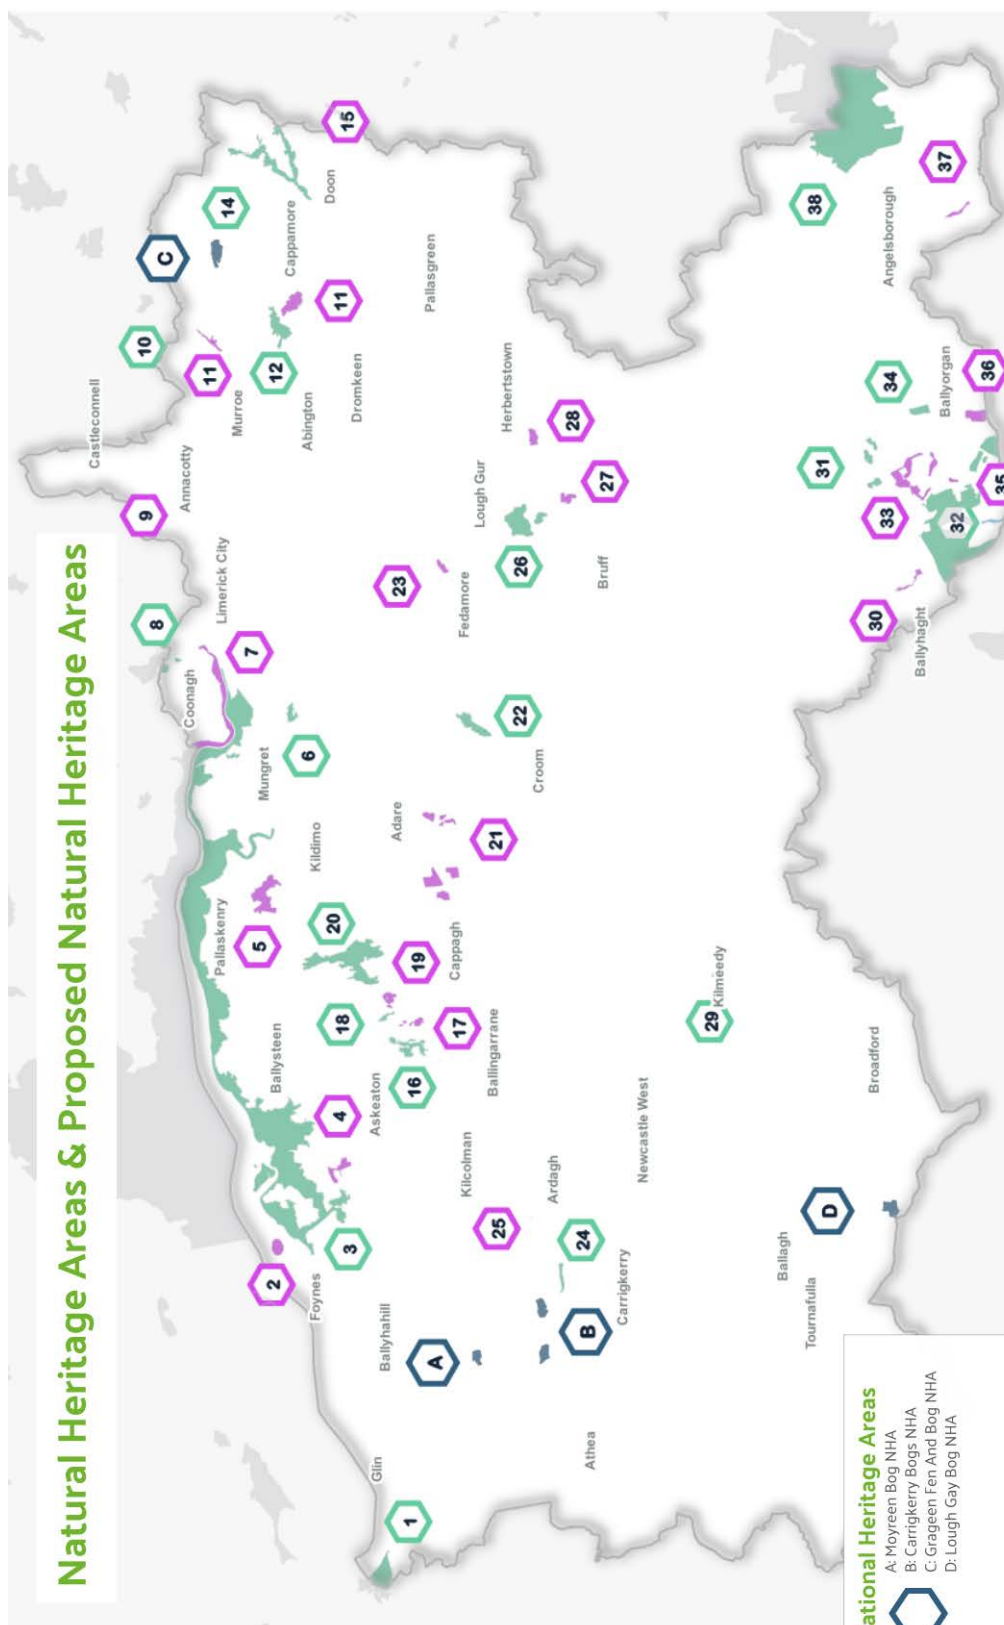 Natural Heritage Areas & Proposed Natural Heritage Areas
Castleconnell
8
9
10
C
Coonagh
Annacotty
Limerick City
11
14
Pallaskenry
5
7
Murroe
Mungret
2
Ballysteen
12
Cappamore
6
Abington
Foynes
Kildimo
20
Doon
3
4
18
11
15
Dromkeen
Glin
Ballyhahill
Askeaton
Adare
23
1
16
19
A
Cappagh
17
Fedamore
Pallasgreen
Kilcolman
Ballingarrane
21
Lough Gur
25
22
26
Herbertstown
Croom
Ardagh
28
24
B
Athea
Bruff
27
Carrigkerry
Newcastle West
29
Kilmeedy
Ballagh
Tournafulla
D
31
38
Broadford
30
33
34
Angelsborough
Ballyhaght
32
Ballyorgan
37
35
36
ational Heritage Areas
A: Moyreen Bog NHA
B: Carrigkerry Bogs NHA
C: Grageen Fen And Bog NHA
D: Lough Gay Bog NHA